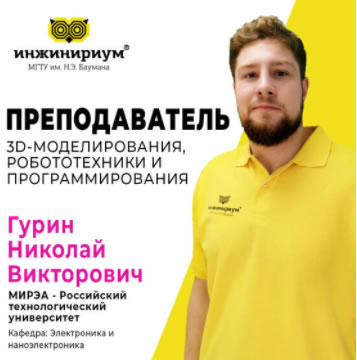 инжинириум®
МГТУ им. Н.Э. Баумана
ПРЕПОДАВАТЕЛЬ
3D-МОДЕЛИРОВАНИЯ,
РОБОТОТЕХНИКИ И
ПРОГРАММИРОВАНИЯ
инжинириум
Гурин
Николай
Викторович
МИРЭА - Российский
технологический
университет
Кафедра: Электроника и
наноэлектроника